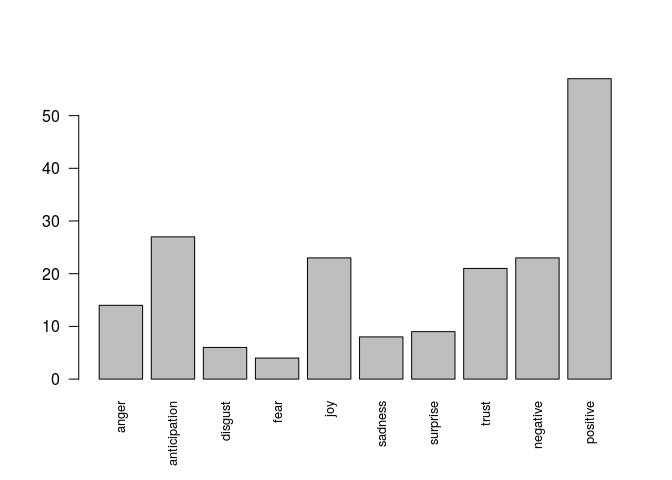 50
40
30
20
10
0
anger
anticipation
disgust
fear
joy
sadness
surprise
trust
negative
positive